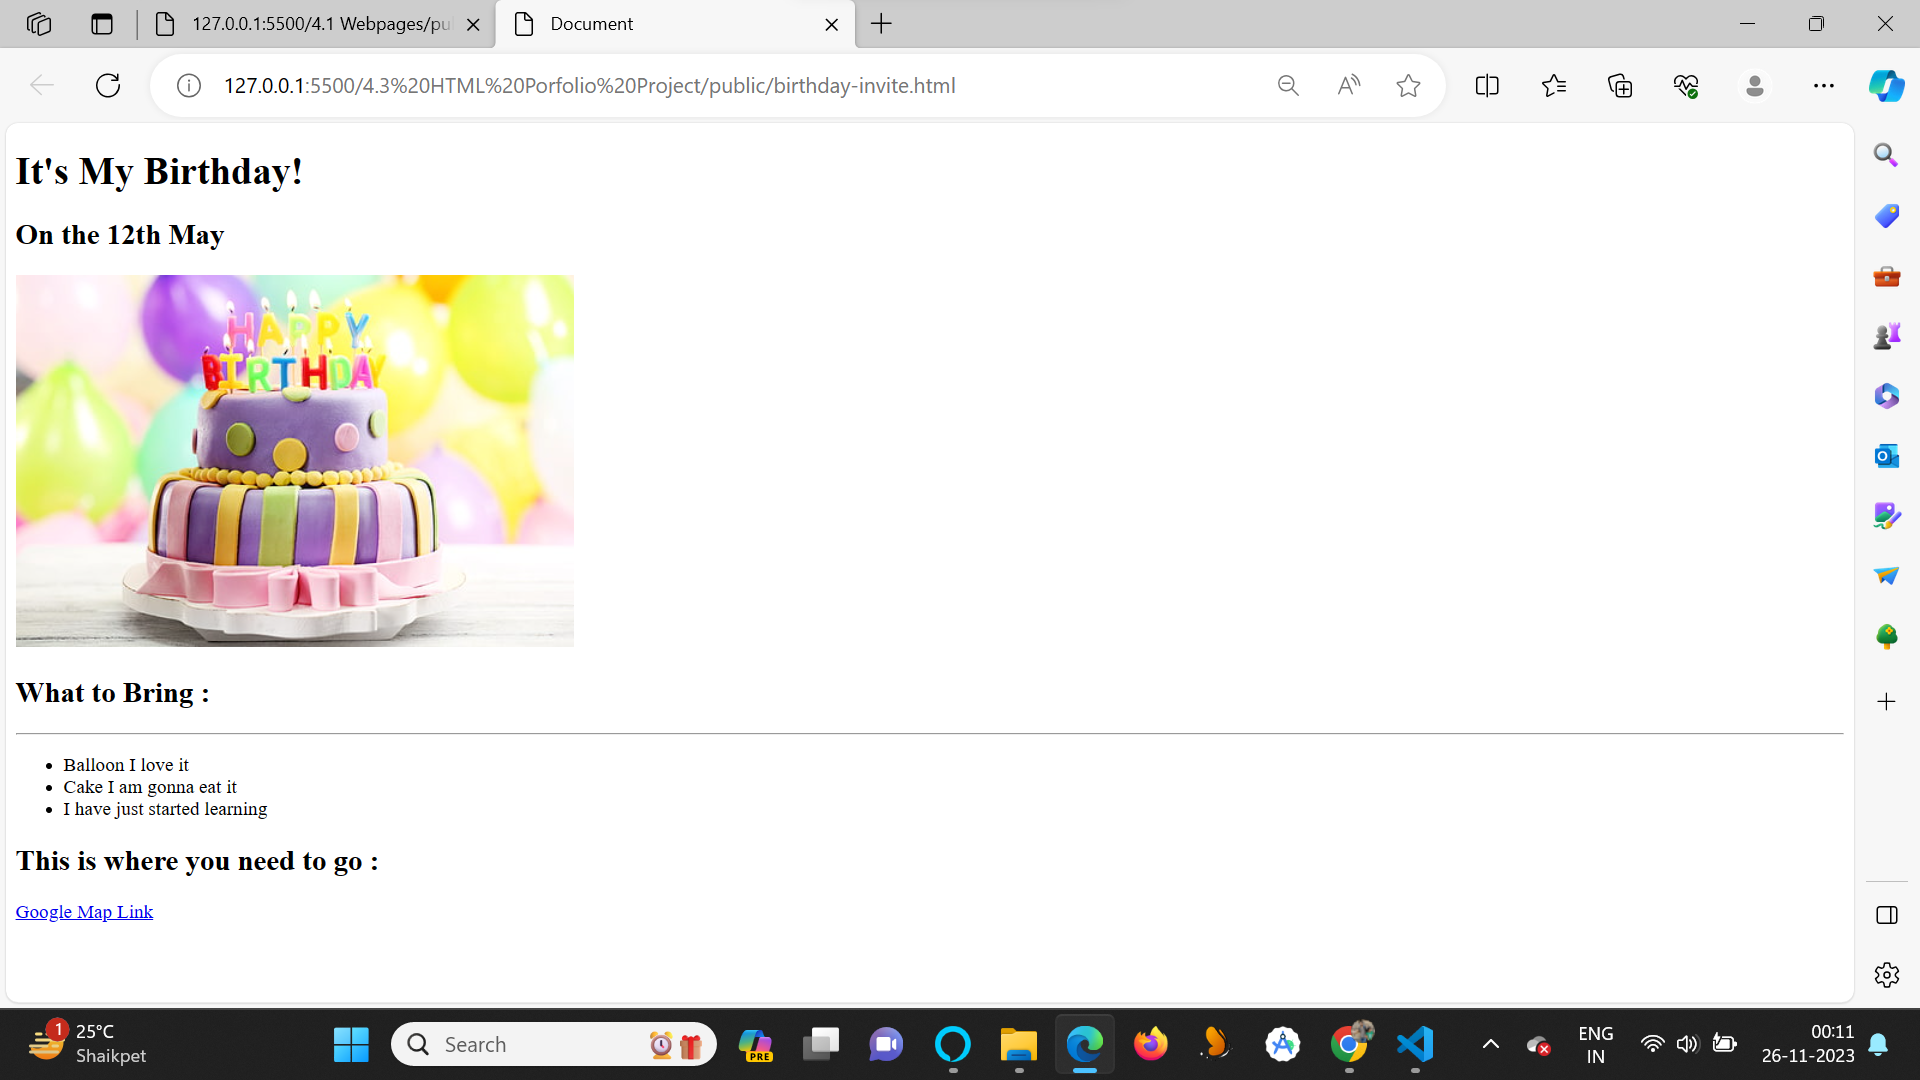 127.0.0.1:5500/4.1 Webpages/pu
Document
127.0.0.1:5500/4.3%20HTML%20Porfolio%20Project/public/birthday-invite.html
It's My Birthday!
On the 12th May
HAPPY
BIRTHDAY
What to Bring :
Balloon I love it
Cake I am gonna eat it
I have just started learning
This is where you need to go :
Google Map Link
1
25°C
Shaikpet
Search
PRE
ENG
IN
00:11
26-11-2023